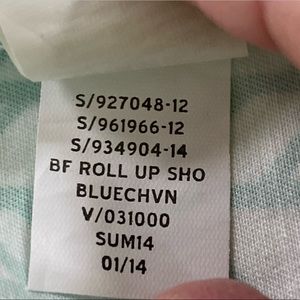 S/927048-12
S/961966-12
S/934904-14
BF ROLL UP SHO
BLUECHVN
V/031000
SUM14
01/14